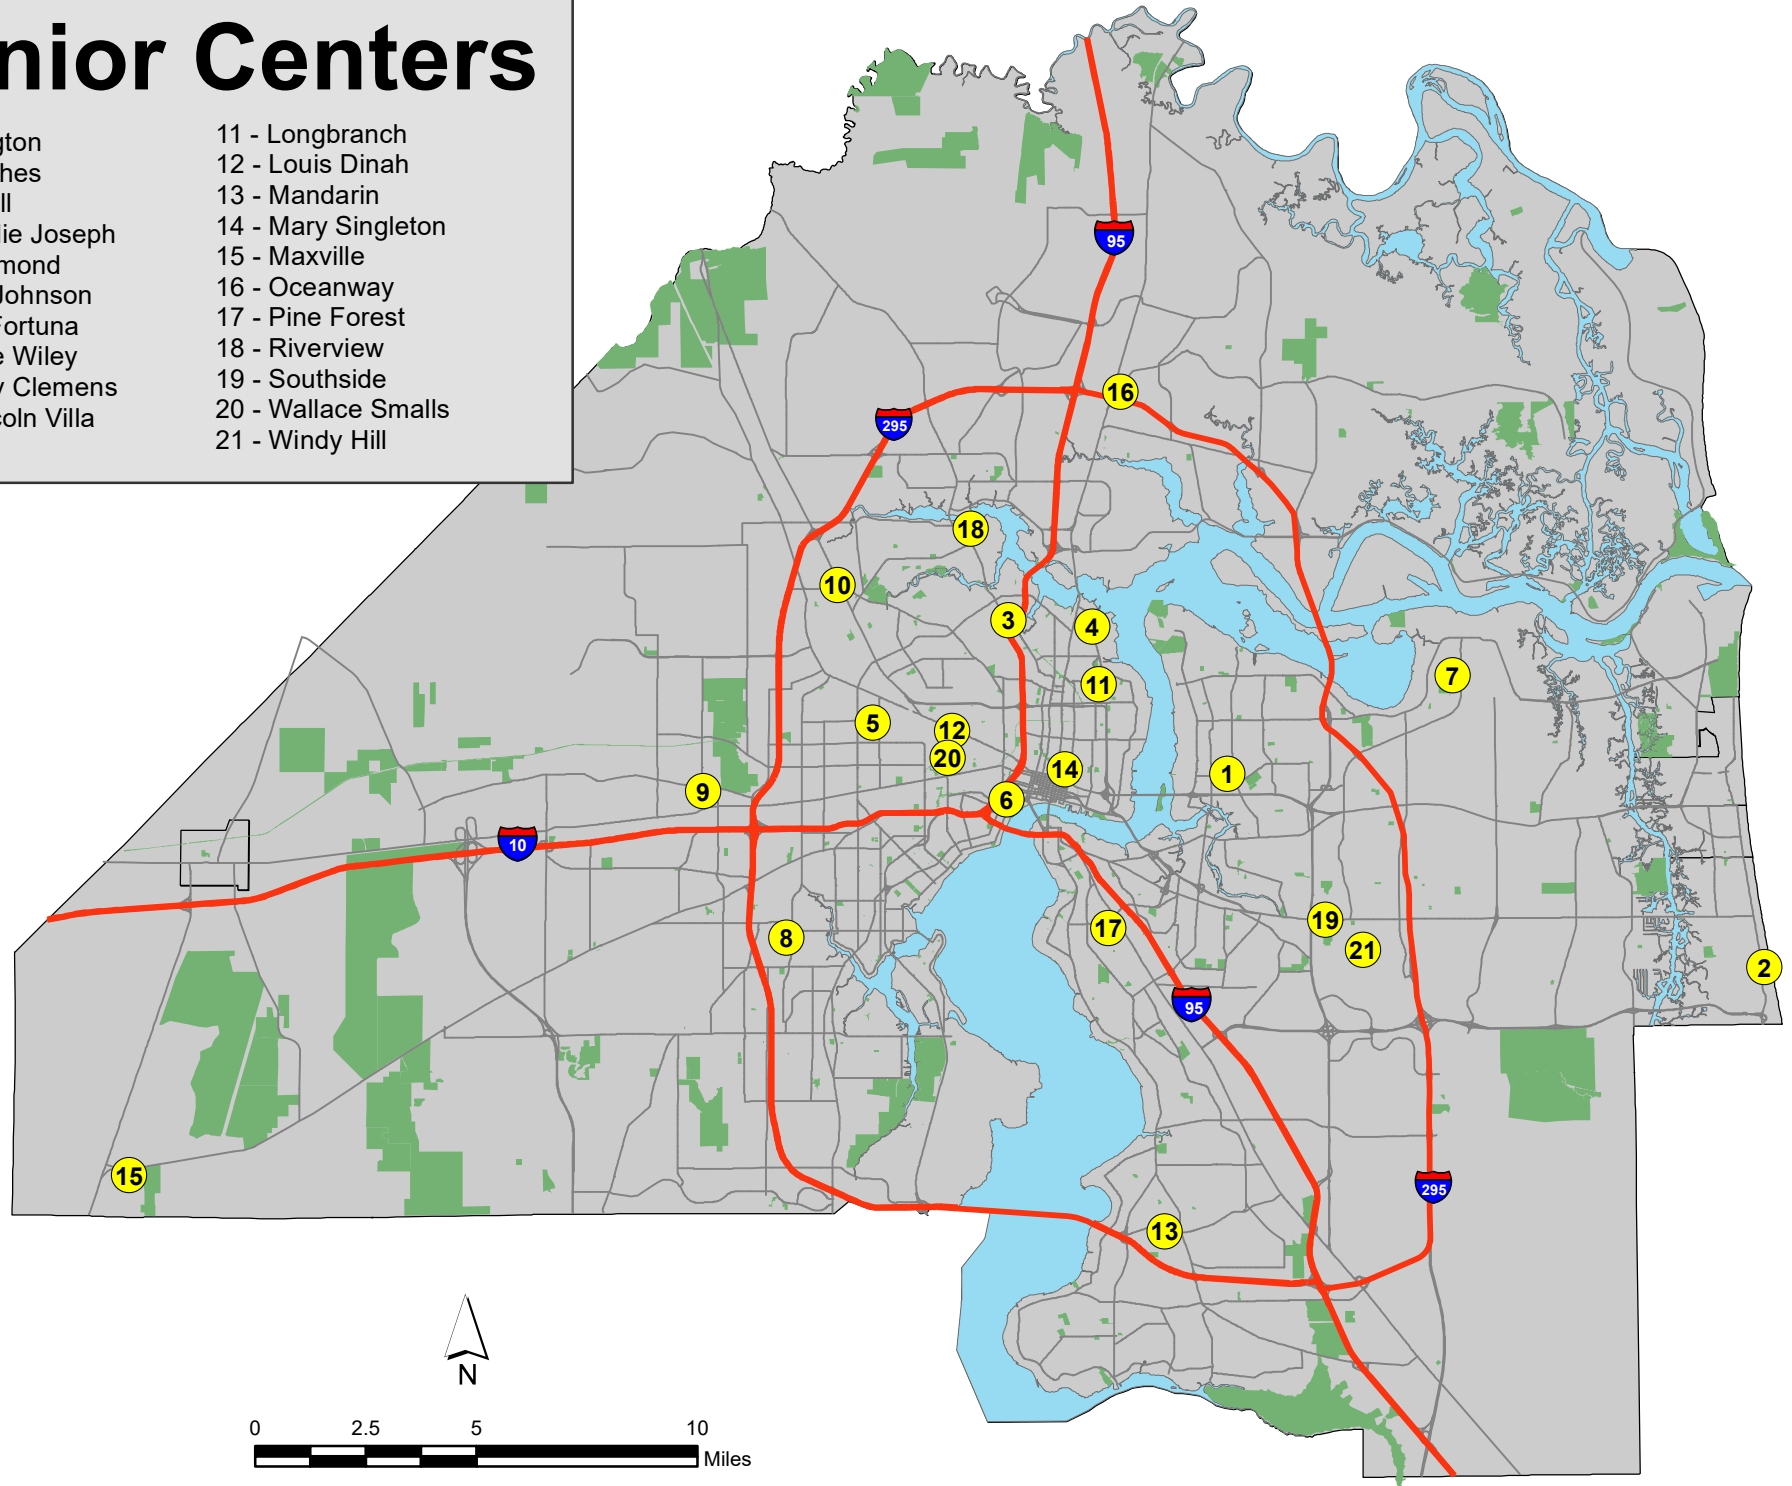 nior Centers
gton
hes
ll
lie Joseph
mond
Johnson
Fortuna
e Wiley
y Clemens
coln Villa
11 - Longbranch
12 - Louis Dinah
13 - Mandarin
14 - Mary Singleton
15 - Maxville
16 - Oceanway
17 - Pine Forest
18 - Riverview
19 - Southside
20 - Wallace Smalls
21 - Windy Hill
95
16
295
18
10
3
4
11
7
5
12
20
14
1
9
6
10
8
17
19
21
2
95
15
295
13
N
0 2.5 5 10
Miles